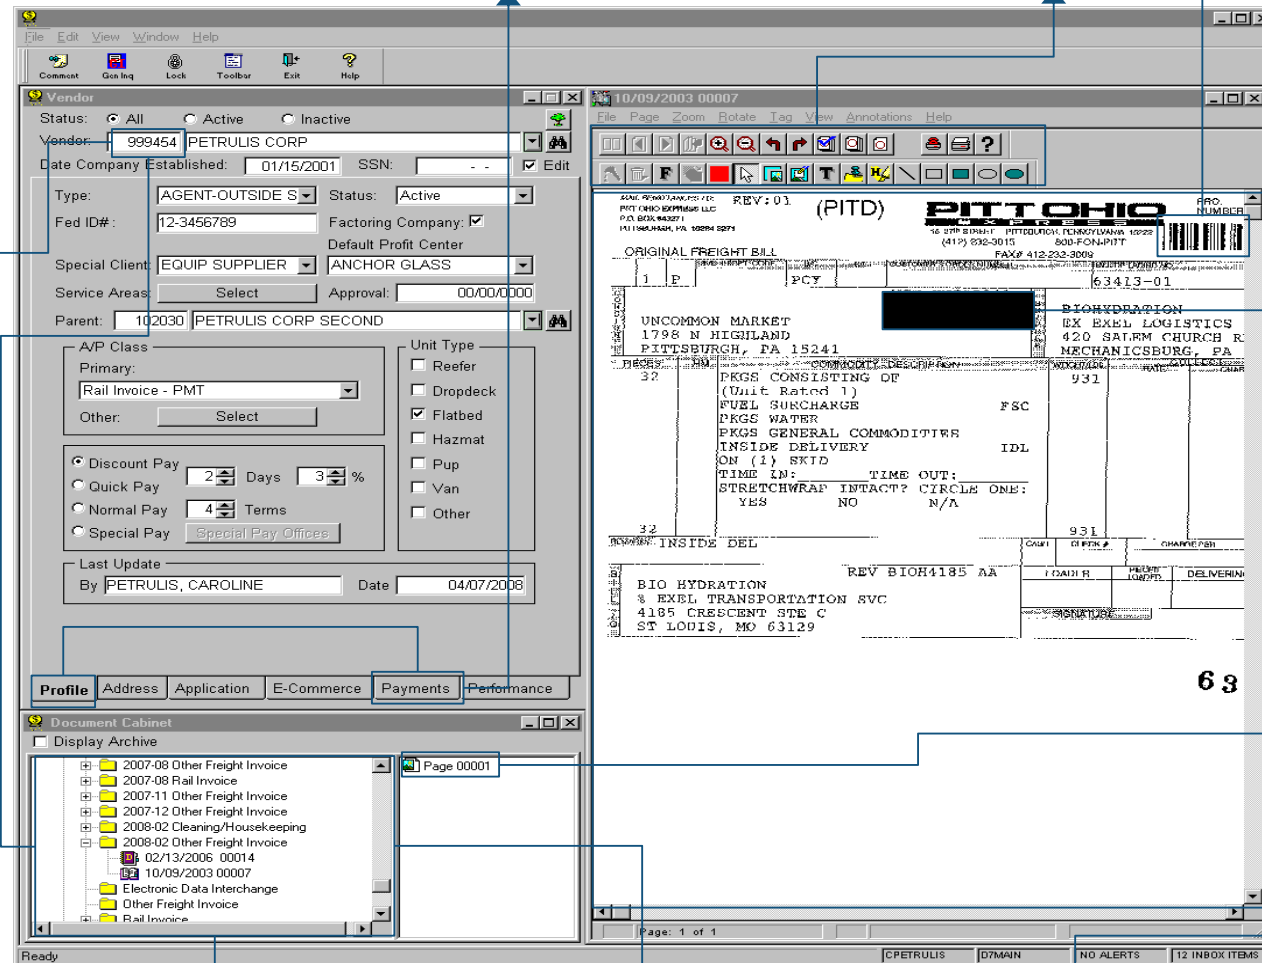 File Edit View Window Help
Comment Gen Inq Lock Toolbar Exit Help
Vendor
Status: All Active Inactive
Vendor: 999454 PETRULIS CORP
Date Company Established: 01/15/2001 SSN: - - Edit
Type: AGENT-OUTSIDE S Status: Active
Fed ID# : 12-3456789 Factoring Company:
Default Profit Center
Special Client: EQUIP SUPPLIER ANCHOR GLASS
Service Areas: Select Approval: 00/00/0000
Parent: 102030 PETRULIS CORP SECOND
A/P Class
Primary:
Rail Invoice - PMT
Other: Select
Unit Type
Reefer
Dropdeck
Flatbed
Hazmat
Pup
Van
Other
Discount Pay 2 Days 3 %
Quick Pay
Normal Pay 4 Terms
Special Pay Special Pay Offices
Last Update
By PETRULIS, CAROLINE Date 04/07/2008
Profile Address Application E-Commerce Payments Performance
Document Cabinet
Display Archive
2007-08 Other Freight Invoice
2007-08 Rail Invoice
2007-11 Other Freight Invoice
2007-12 Other Freight Invoice
2008-02 Cleaning/Housekeeping
2008-02 Other Freight Invoice
02/13/2006 00014
10/09/2003 00007
Electronic Data Interchange
Other Freight Invoice
Rail Invoice
Page 00001
10/09/2003 00007
File Page Zoom Rotate Tag View Annotations Help
REV:01 (PITD) PITT OHIO PRO. NUMBER
PITT OHIO EXPRESS LLC
P.O. BOX 643271
EXPRESS
(412) 232-3015 800-FON-PITT
FAX# 412-232-3009
ORIGINAL FREIGHT BILL
1 P PCY 63413-01
UNCOMMON MARKET
1798 N HIGHLAND
PITTSBURGH, PA 15241
BIOHYDRATION
EX EXEL LOGISTICS
420 SALEM CHURCH R
MECHANICSBURG, PA
PIECES COMMODITY DESCRIPTION
32 PKGS CONSISTING OF 931
(Unit Rated 1)
FUEL SURCHARGE FSC
PKGS WATER
PKGS GENERAL COMMODITIES
INSIDE DELIVERY IDL
ON (1) SKID
TIME IN: TIME OUT:
STRETCHWRAP INTACT? CIRCLE ONE:
YES NO N/A
32 931
INSIDE DEL
REV BIOH4185 AA
BIO HYDRATION
% EXEL TRANSPORTATION SVC
4185 CRESCENT STE C
ST LOUIS, MO 63129
LOADER DELIVERIN
SIGNATURE
63
Page: 1 of 1
Ready CPETRULIS D7MAIN NO ALERTS 12 INBOX ITEMS